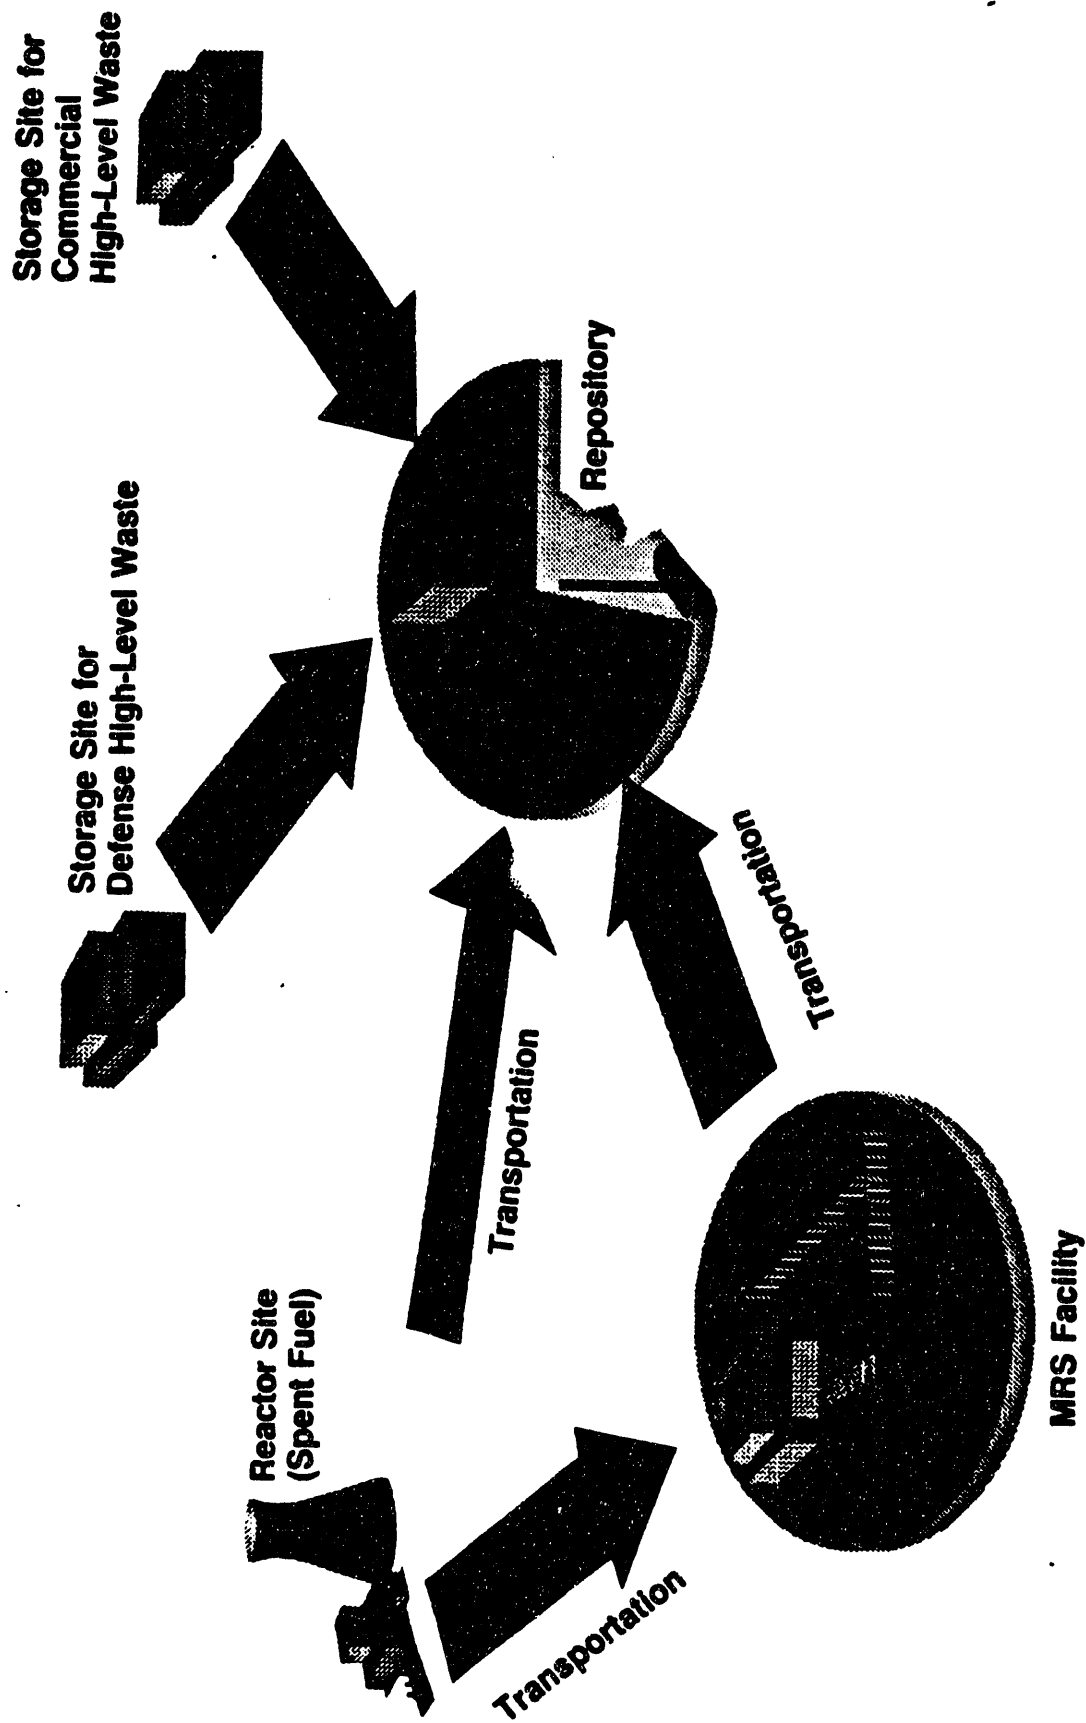 Storage Site for
Defense High-Level Waste
Storage Site for
Commercial
High-Level Waste
Reactor Site
(Spent Fuel)
Transportation
Repository
Transportation
Transportation
MRS Facility